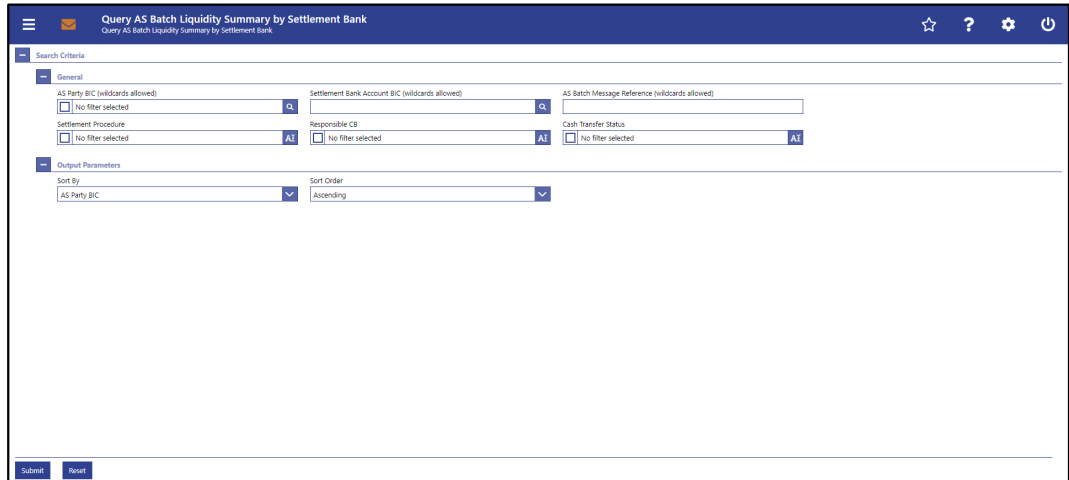 Query AS Batch Liquidity Summary by Settlement Bank
Query AS Batch Liquidity Summary by Settlement Bank
Search Criteria
General
AS Party BIC (wildcards allowed) Settlement Bank Account BIC (wildcards allowed) AS Batch Message Reference (wildcards allowed)
No filter selected
Settlement Procedure Responsible CB Cash Transfer Status
No filter selected AI No filter selected AI No filter selected AI
Output Parameters
Sort By Sort Order
AS Party BIC Ascending
Submit Reset